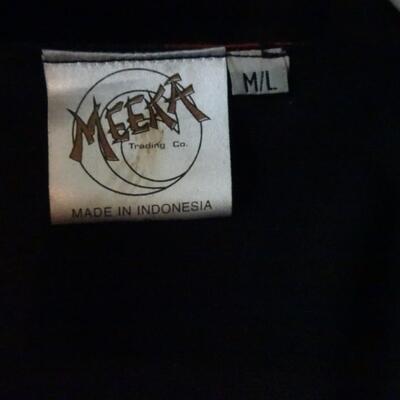 MEEKA
Trading Co.
MADE IN INDONESIA
M/L